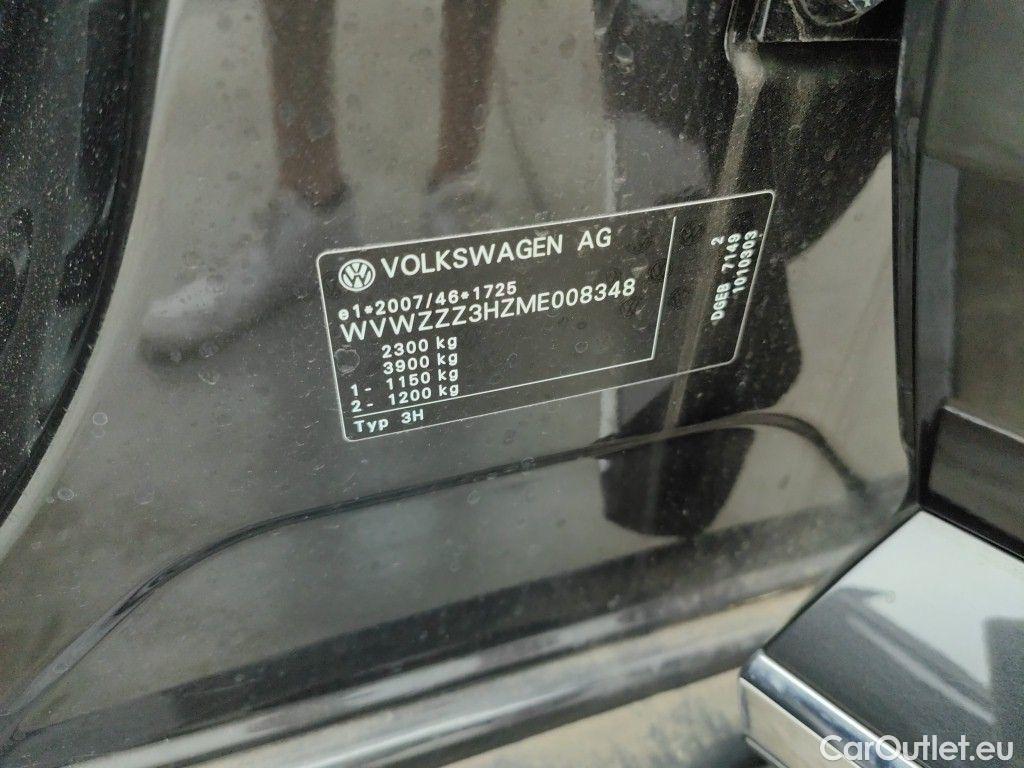 VOLKSWAGEN AG
e1*2007/46*1725
WVWZZZ3HZME008348
2300 kg
3900 kg
1 - 1150 kg
2 - 1200 kg
Typ 3H
2
DGEB 7149
1010303
CarOutlet.eu